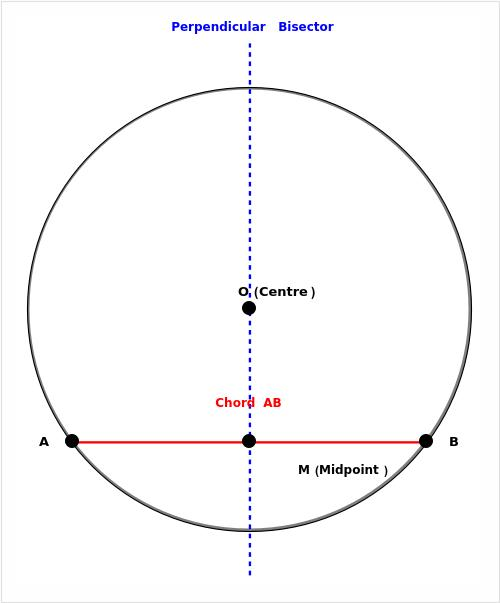 Perpendicular Bisector
O (Centre)
Chord AB
A
B
M (Midpoint)